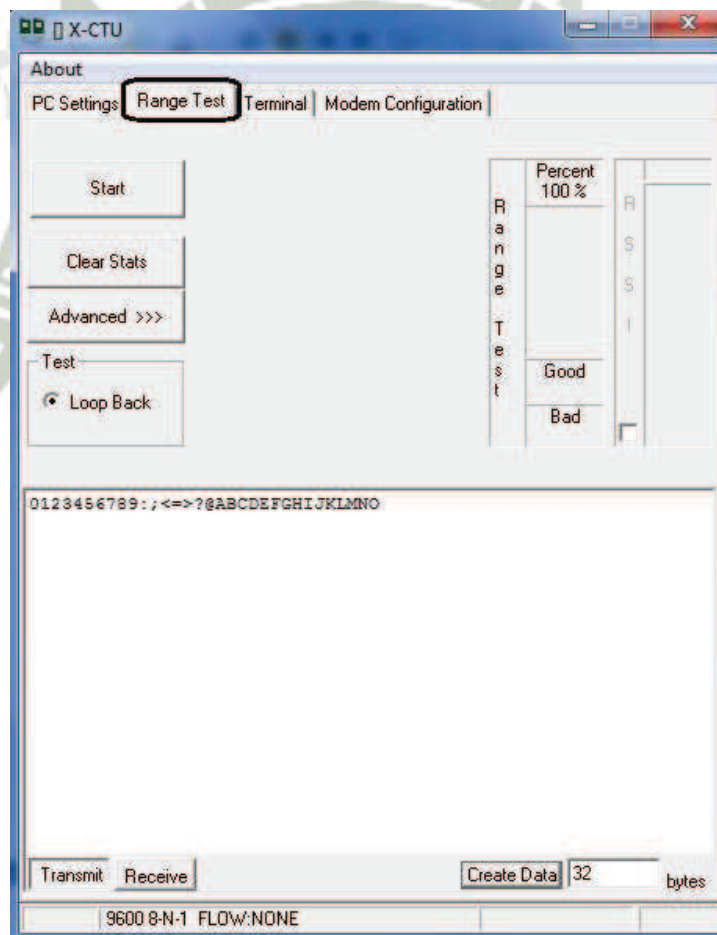 [] X-CTU
About
PC Settings Range Test Terminal Modem Configuration
Start
Clear Stats
Advanced >>>
Test
Loop Back
Range Test
Percent
100 %
Good
Bad
RSSI
0123456789:;<=>?@ABCDEFGHIJKLMNO
Transmit Receive Create Data 32 bytes
9600 8-N-1 FLOW:NONE